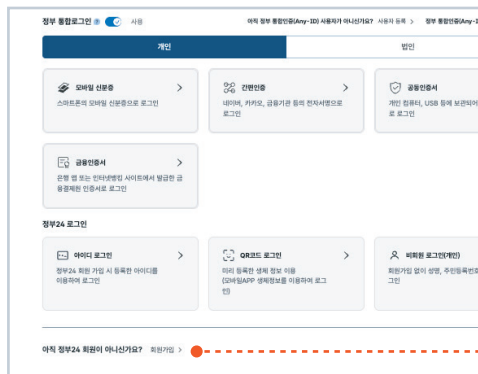 정부 통합로그인 사용 아직 정부 통합인증(Any-ID) 사용자가 아니신가요? 사용자 등록 > 정부 통합인증(Any-I
개인 법인
모바일 신분증 > 간편인증 > 공동인증서
스마트폰의 모바일 신분증으로 로그인 네이버, 카카오, 금융기관 등의 전자서명으로 개인 컴퓨터, USB 등에 보관되어
로그인 로 로그인
금융인증서 >
은행 앱 또는 인터넷뱅킹 사이트에서 발급한 금
융결제원 인증서로 로그인
정부24 로그인
아이디 로그인 > QR코드 로그인 > 비회원 로그인(개인)
정부24 회원 가입 시 등록한 아이디를 미리 등록한 생체 정보 이용 회원가입 없이 성명, 주민등록번호
이용하여 로그인 (모바일APP 생체정보를 이용하여 로그 그인
인)
아직 정부24 회원이 아니신가요? 회원가입 >